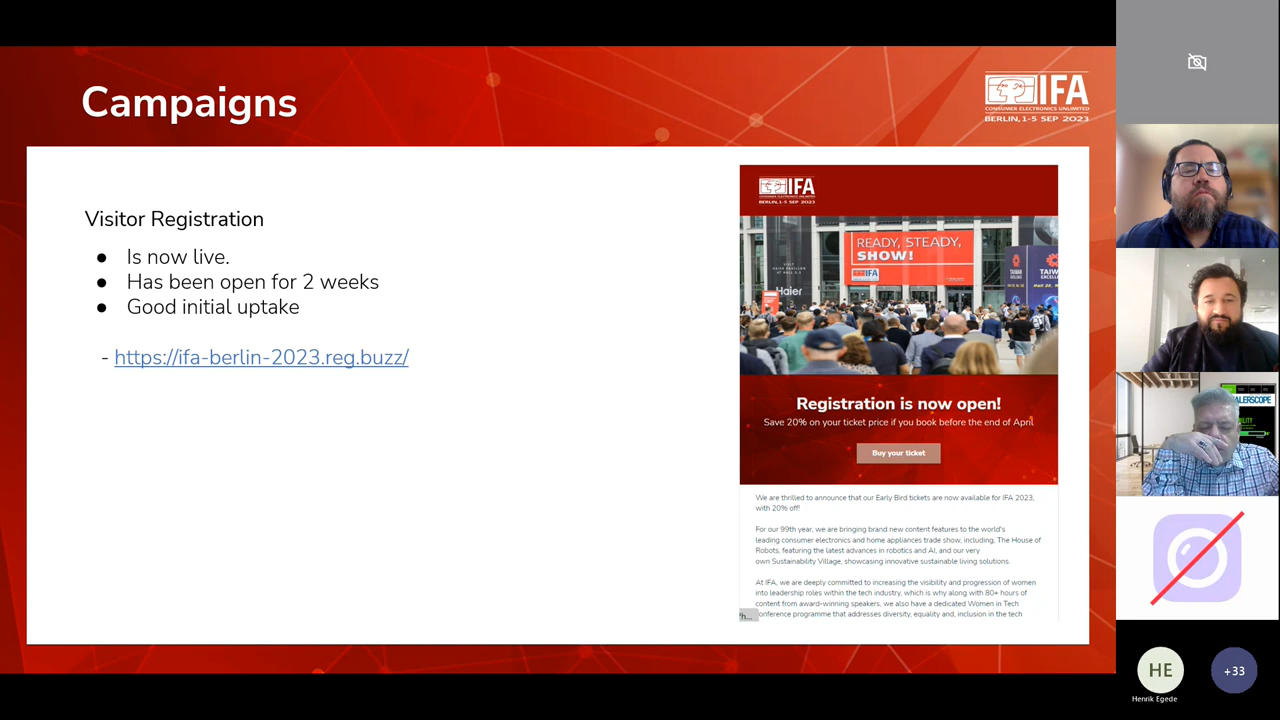 Campaigns
IFA
CONSUMER ELECTRONICS UNLIMITED
BERLIN, 1-5 SEP 2023
Visitor Registration
● Is now live.
● Has been open for 2 weeks
● Good initial uptake
- https://ifa-berlin-2023.reg.buzz/
IFA
CONSUMER ELECTRONICS UNLIMITED
BERLIN, 1-5 SEP 2023
READY, STEADY,
SHOW!
IFA
VISIT
Haier
TAIWAN
EXCELLENCE
TAIW
Registration is now open!
Save 20% on your ticket price if you book before the end of April
Buy your ticket
We are thrilled to announce that our Early Bird tickets are now available for IFA 2023,
with 20% off!
For our 99th year, we are bringing brand new content features to the world's
leading consumer electronics and home appliances trade show, including, The House of
Robots, featuring the latest advances in robotics and AI, and our very
own Sustainability Village, showcasing innovative sustainable living solutions.
At IFA, we are deeply committed to increasing the visibility and progression of women
into leadership roles within the tech industry, which is why along with 80+ hours of
content from award-winning speakers, we also have a dedicated Women in Tech
conference programme that addresses diversity, equality and, inclusion in the tech
ALERSCOPE
HE
Henrik Egede
+33